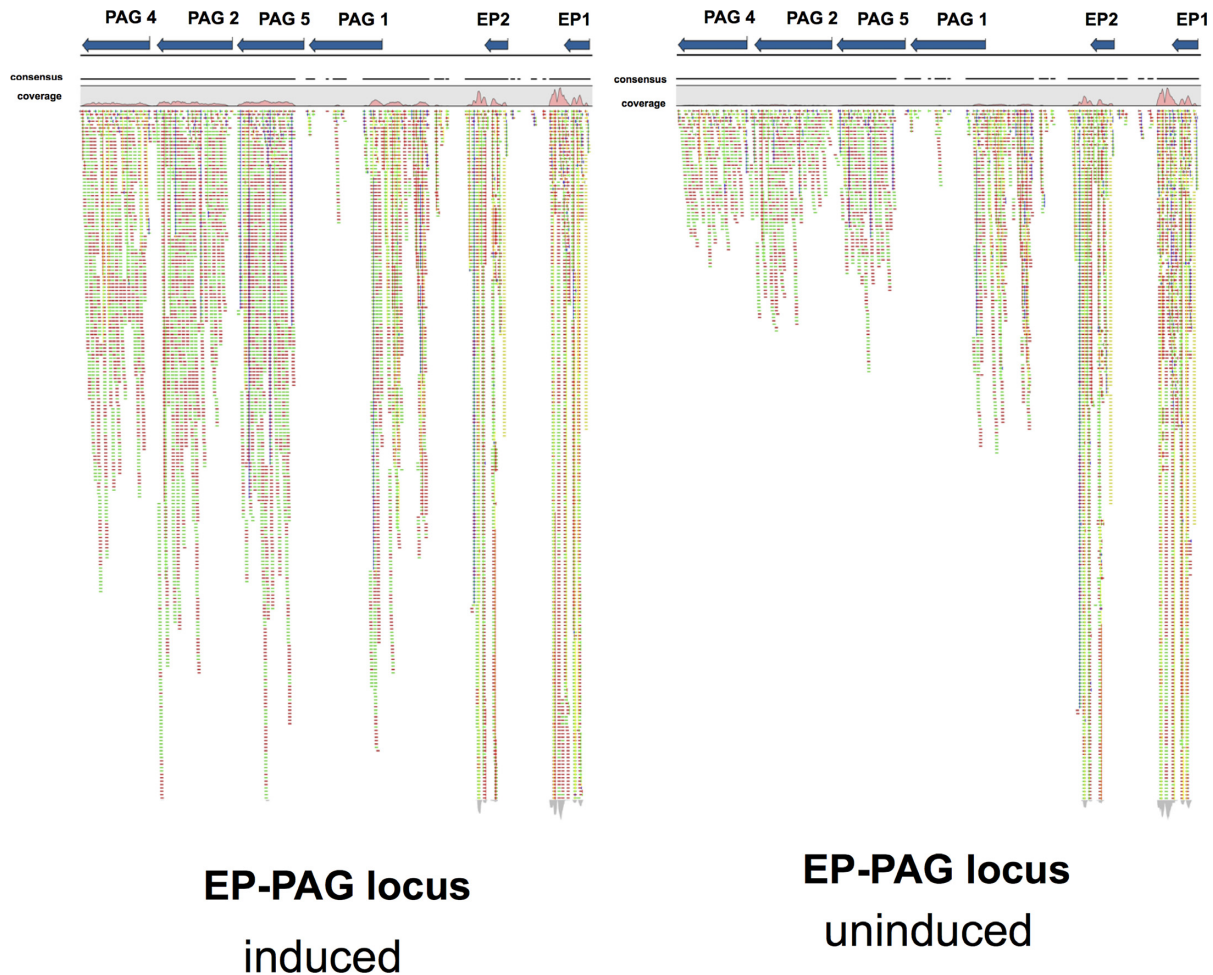 PAG 4 PAG 2 PAG 5 PAG 1 EP2 EP1
consensus
coverage
EP-PAG locus
induced
PAG 4 PAG 2 PAG 5 PAG 1 EP2 EP1
consensus
coverage
EP-PAG locus
uninduced